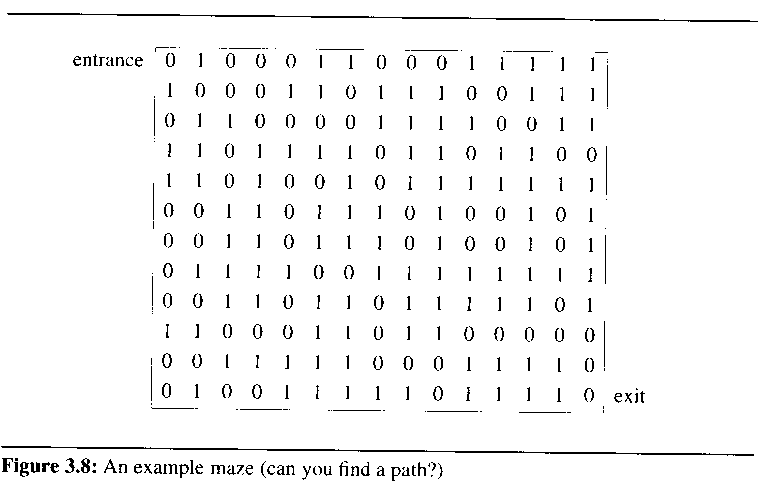 entrance 0 1 0 0 0 1 1 0 0 0 1 1 1 1 1
1 0 0 0 1 1 0 1 1 1 0 0 1 1 1
0 1 1 0 0 0 0 1 1 1 1 0 0 1 1
1 1 0 1 1 1 1 0 1 1 0 1 1 0 0
1 1 0 1 0 0 1 0 1 1 1 1 1 1 1
0 0 1 1 0 1 1 1 0 1 0 0 1 0 1
0 0 1 1 0 1 1 1 0 1 0 0 1 0 1
0 1 1 1 1 0 0 1 1 1 1 1 1 1 1
0 0 1 1 0 1 1 0 1 1 1 1 1 0 1
1 1 0 0 0 1 1 0 1 1 0 0 0 0 0
0 0 1 1 1 1 1 0 0 0 1 1 1 1 0
0 1 0 0 1 1 1 1 1 0 1 1 1 1 0 exit
Figure 3.8: An example maze (can you find a path?)